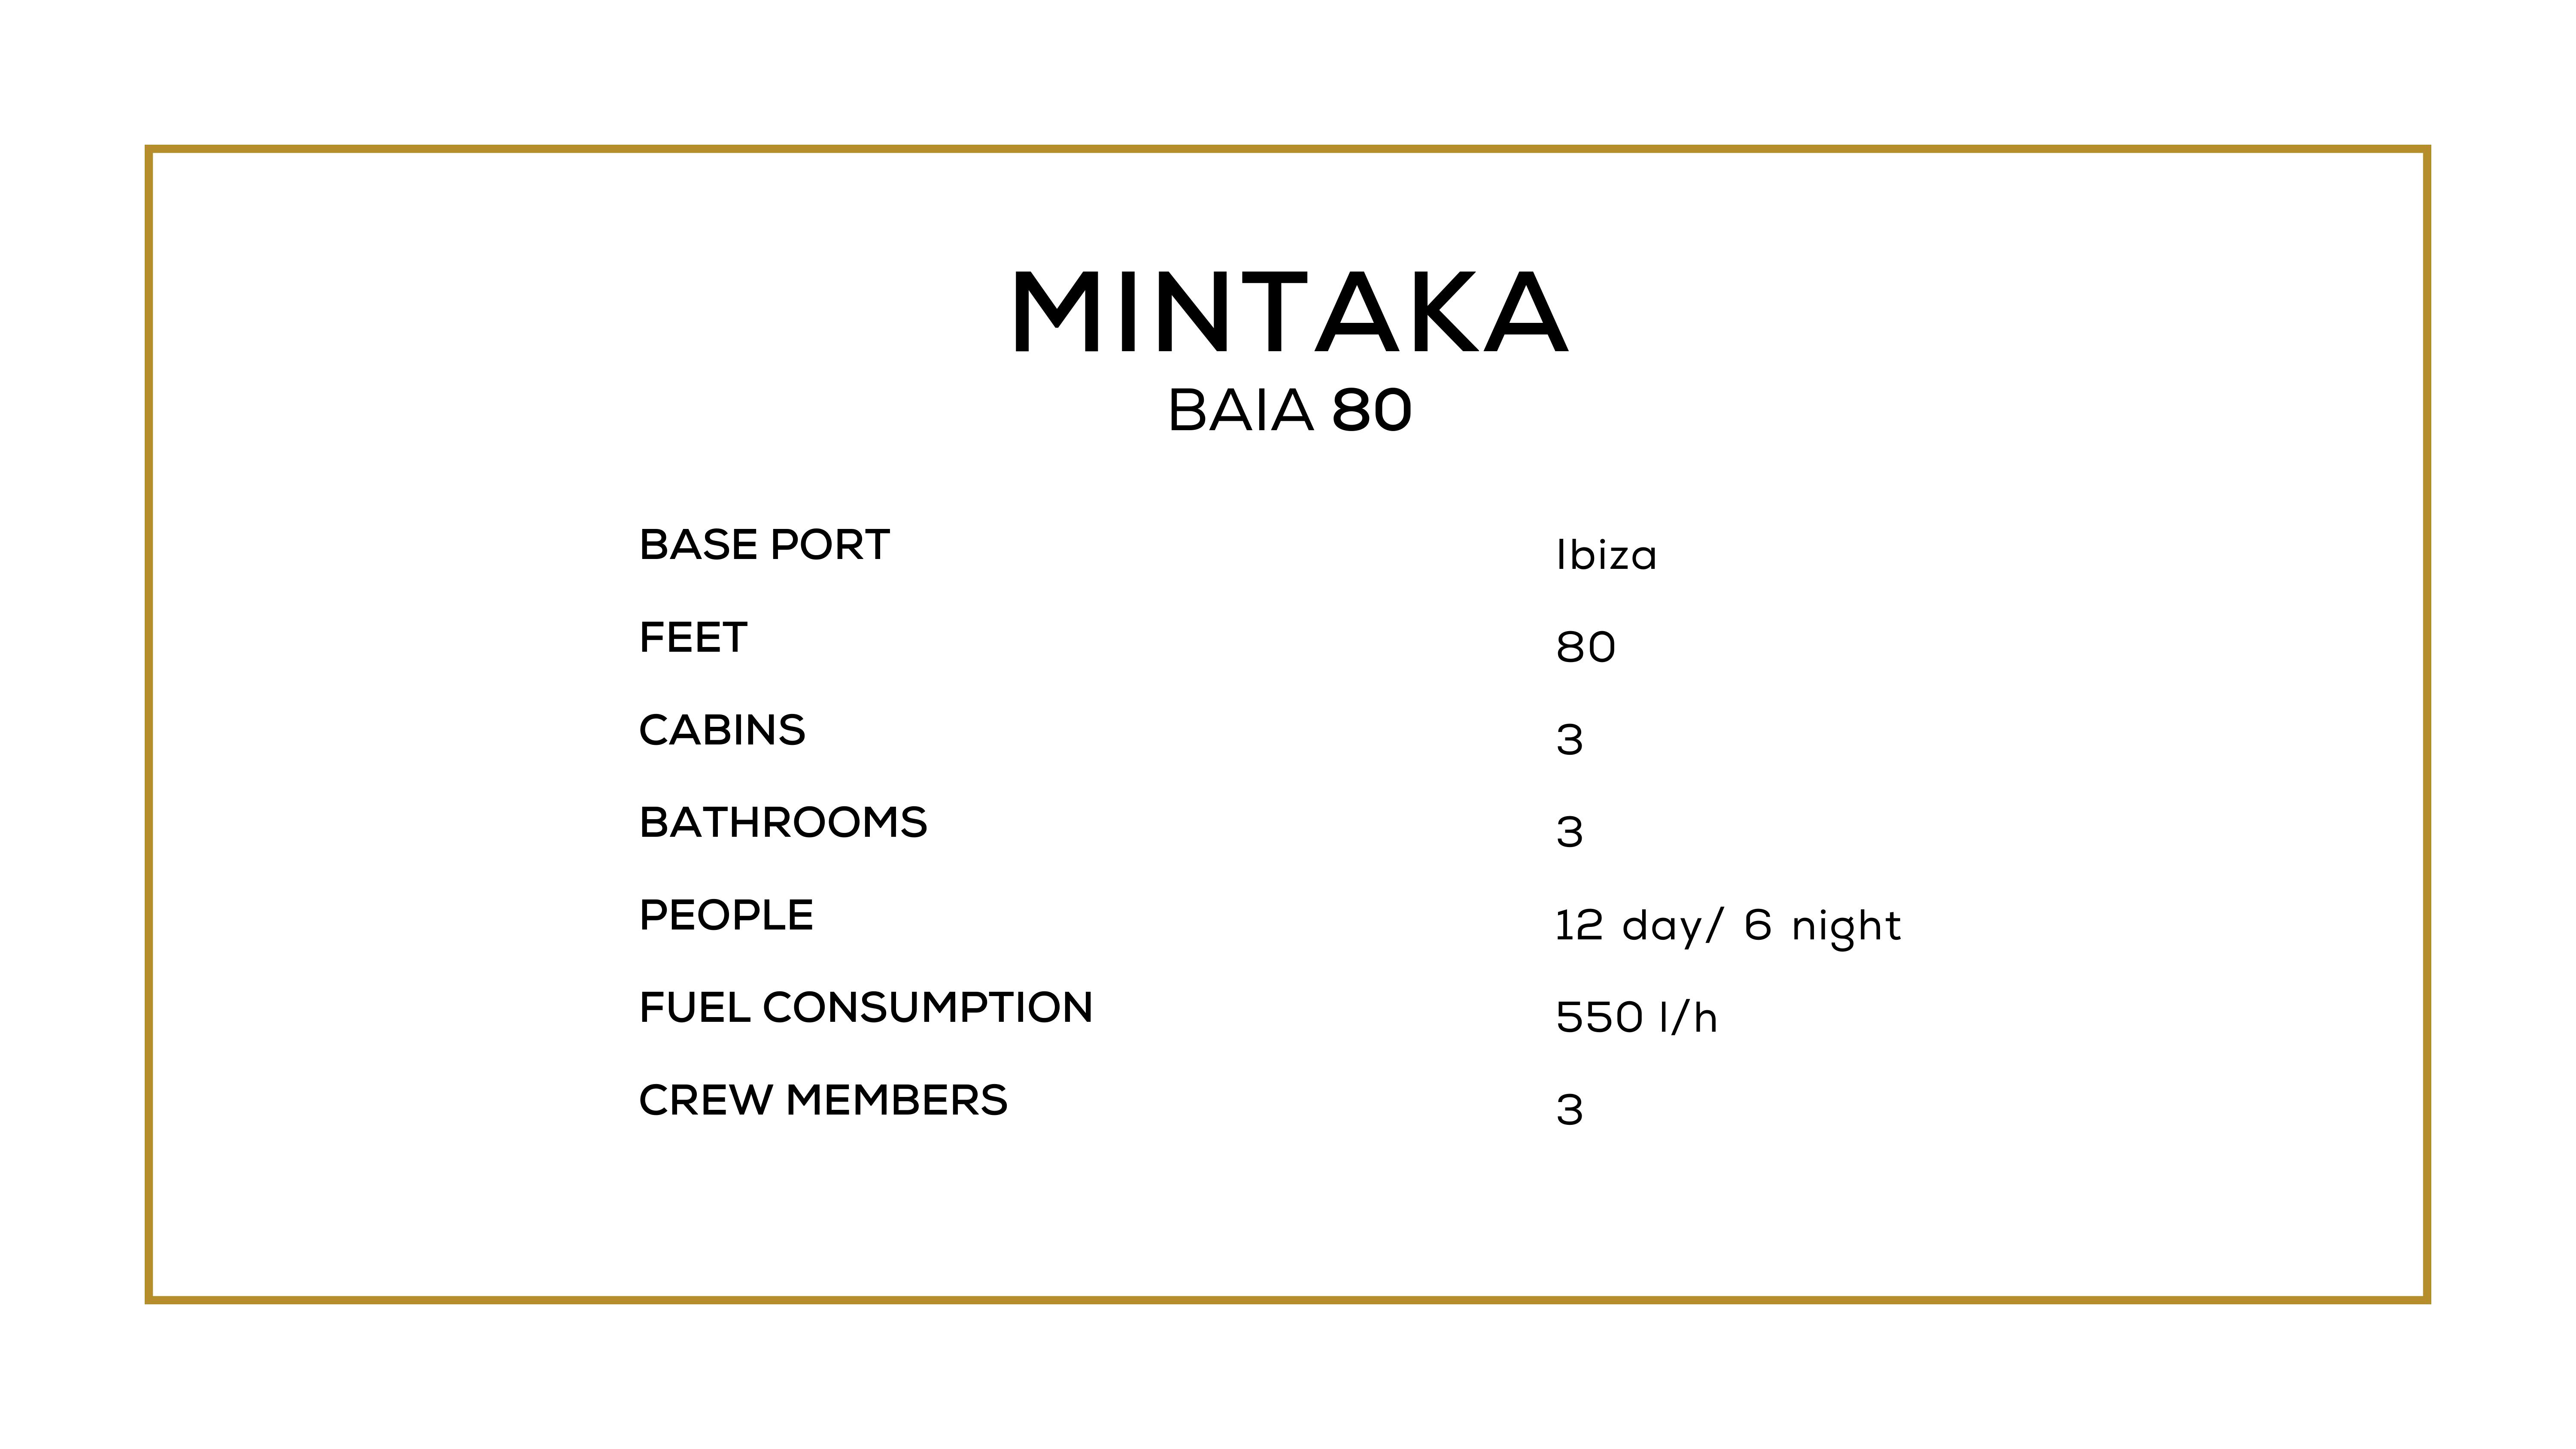 MINTAKA
BAIA 80
BASE PORT Ibiza
FEET 80
CABINS 3
BATHROOMS 3
PEOPLE 12 day/ 6 night
FUEL CONSUMPTION 550 l/h
CREW MEMBERS 3